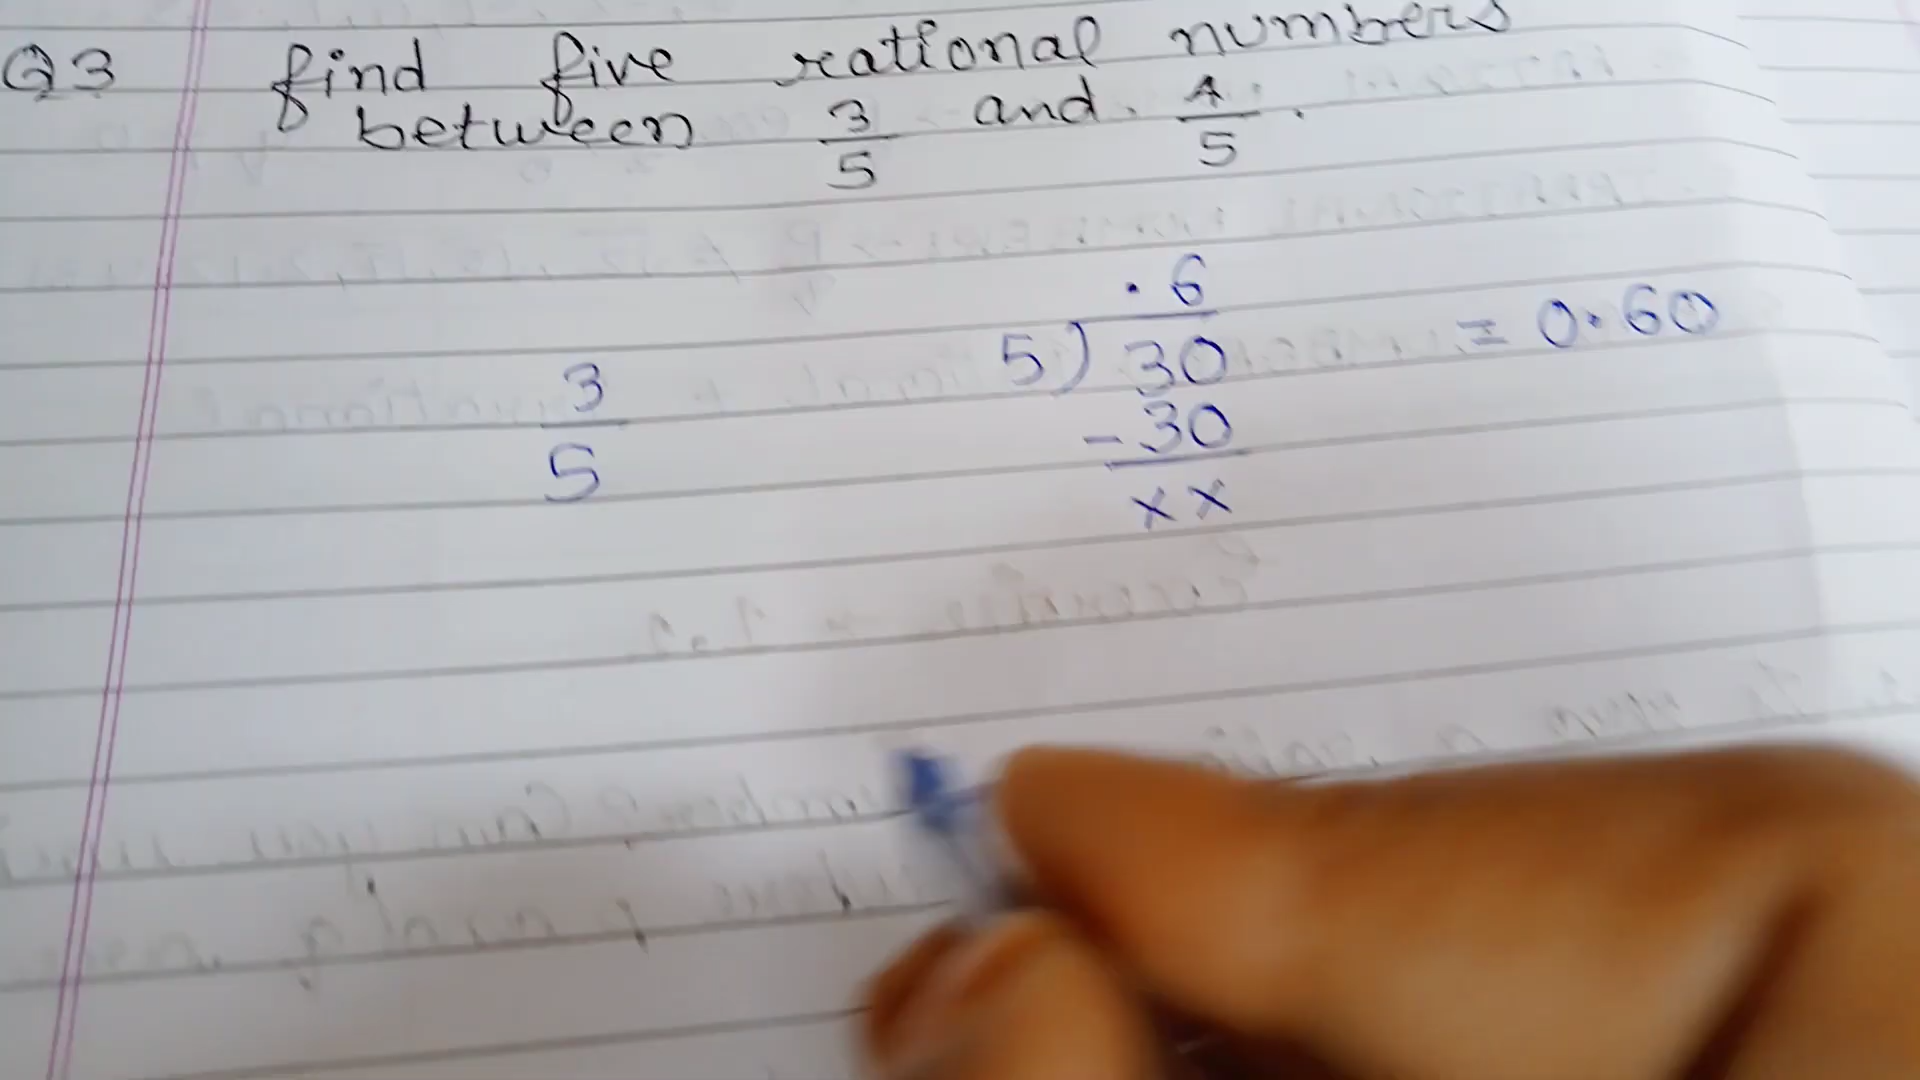 Q3 find five rational numbers
between 3/5 and. 4/5.
.6
5)30 = 0.60
3/5
-30
xx